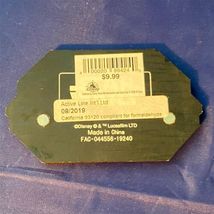 $9.99
Active Line Int'l Ltd
09/2019
California 93120 compliant for formaldehyde
©Disney © & ™ Lucasfilm LTD
Made in China
FAC-044556-19240